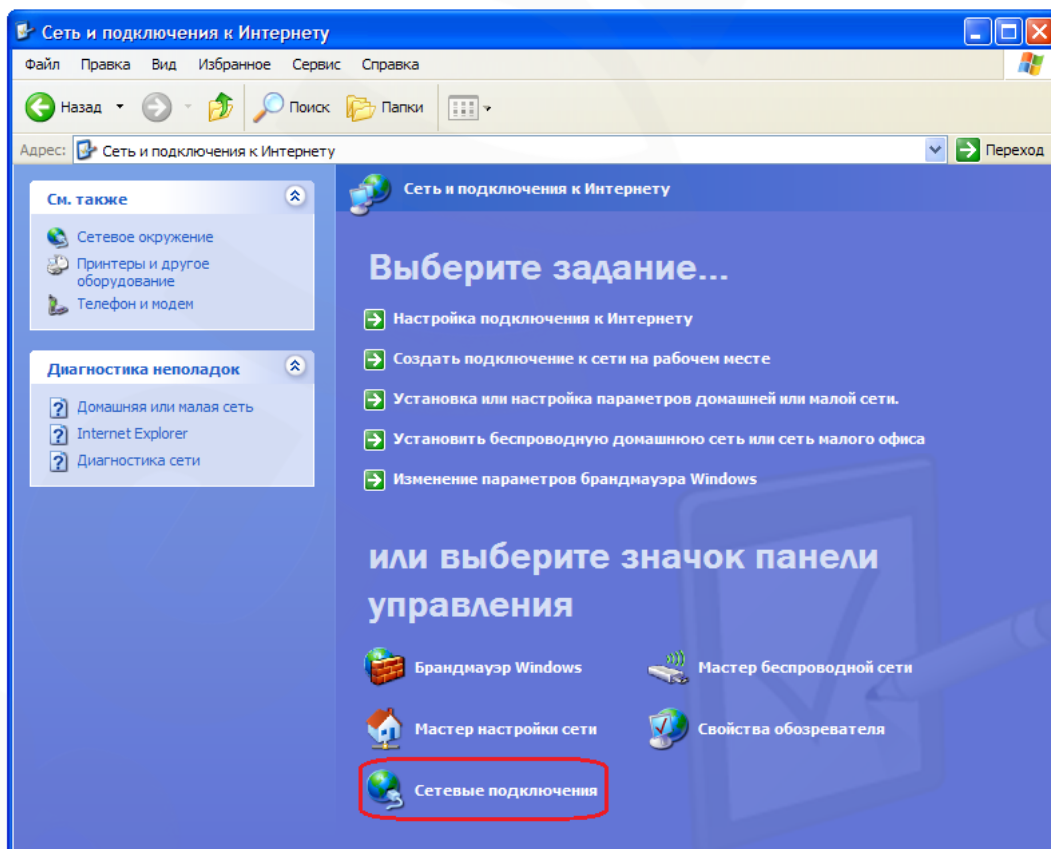 Сеть и подключения к Интернету
Файл Правка Вид Избранное Сервис Справка
Назад Поиск Папки
Адрес: Сеть и подключения к Интернету Переход
См. также
Сетевое окружение
Принтеры и другое
оборудование
Телефон и модем
Диагностика неполадок
Домашняя или малая сеть
Internet Explorer
Диагностика сети
Сеть и подключения к Интернету
Выберите задание...
Настройка подключения к Интернету
Создать подключение к сети на рабочем месте
Установка или настройка параметров домашней или малой сети.
Установить беспроводную домашнюю сеть или сеть малого офиса
Изменение параметров брандмауэра Windows
или выберите значок панели
управления
Брандмауэр Windows Мастер беспроводной сети
Мастер настройки сети Свойства обозревателя
Сетевые подключения